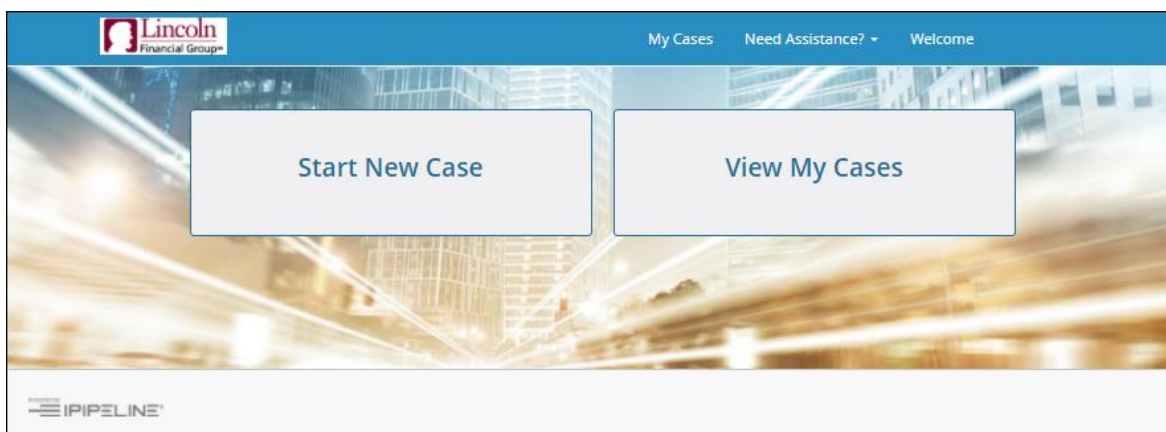 Lincoln
Financial Group
My Cases Need Assistance? Welcome
Start New Case View My Cases
IPIPELINE